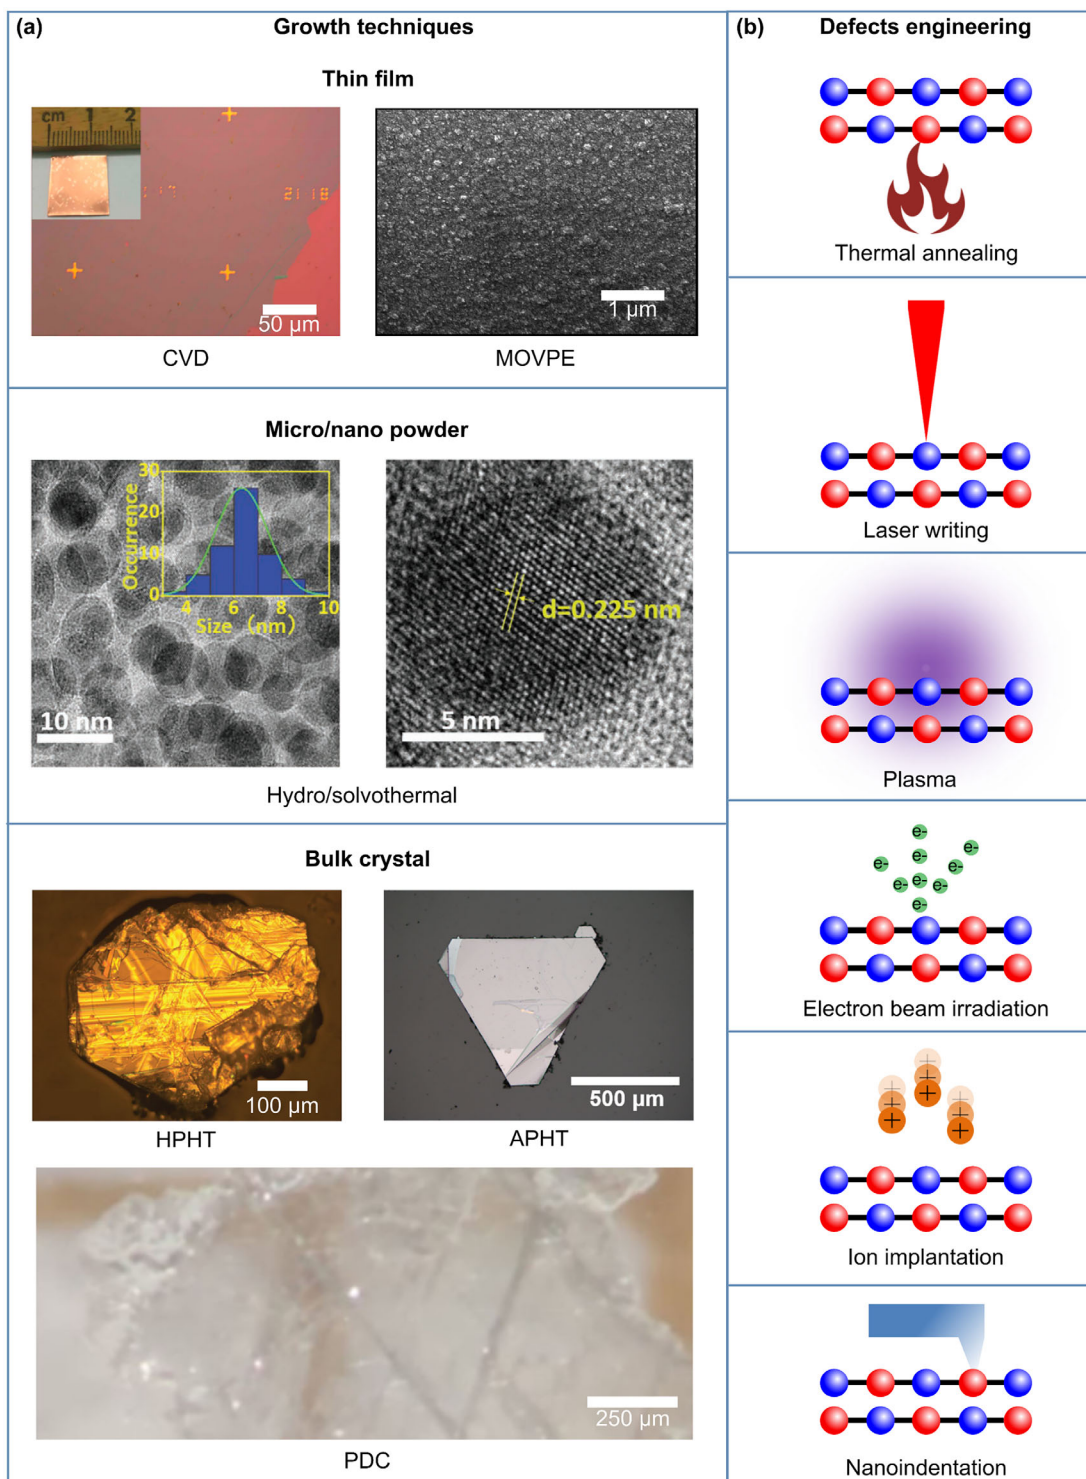 (a)
Growth techniques
Thin film
cm 1 2
2118
50 μm
CVD
1 μm
MOVPE
Micro/nano powder
Occurrence
30
20
10
0
4 6 8 10
Size (nm)
10 nm
d=0.225 nm
5 nm
Hydro/solvothermal
Bulk crystal
100 μm
HPHT
500 μm
APHT
250 μm
PDC
(b)
Defects engineering
Thermal annealing
Laser writing
Plasma
e-
e-
e-
e-
e-
e-
e-
e-
e-
Electron beam irradiation
+
+
+
+
+
+
+
+
+
Ion implantation
Nanoindentation